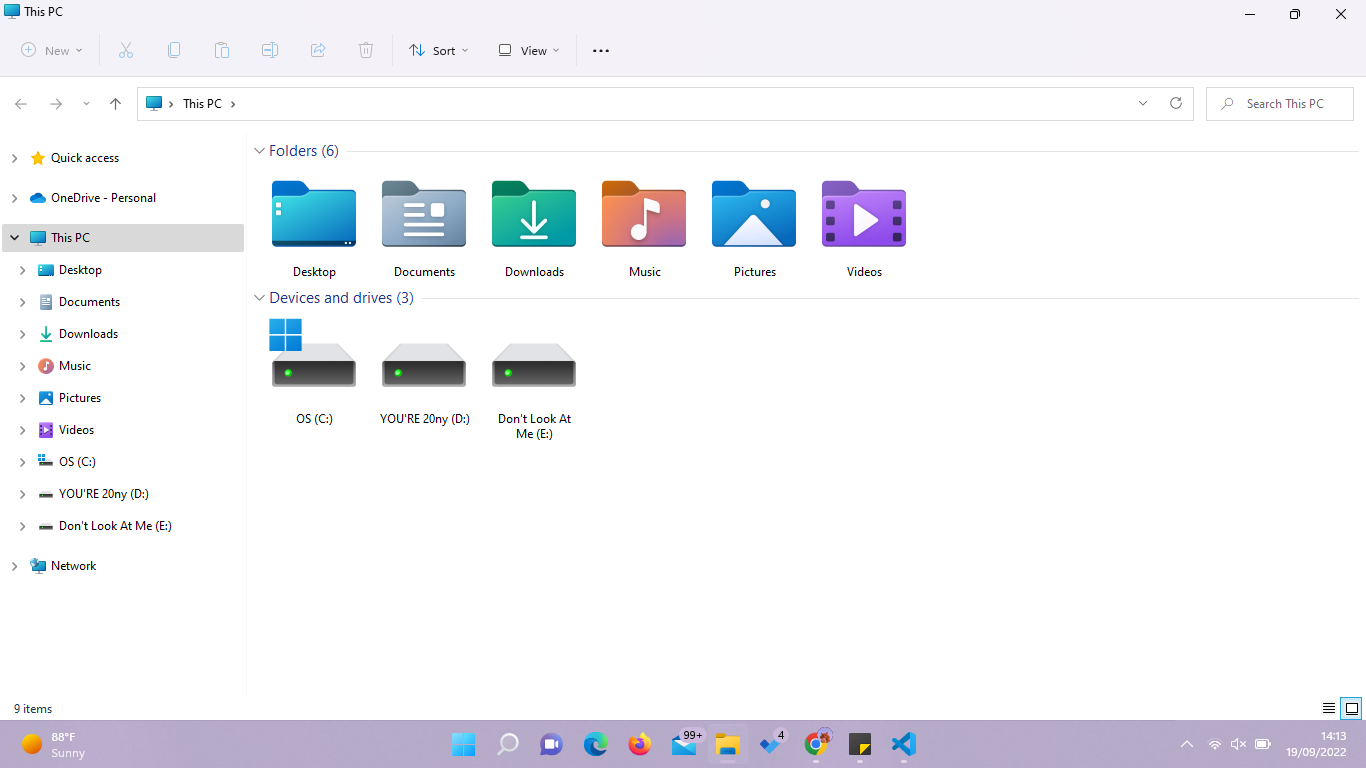 This PC
New
Sort
View
This PC
Search This PC
Quick access
OneDrive - Personal
This PC
Desktop
Documents
Downloads
Music
Pictures
Videos
OS (C:)
YOU'RE 20ny (D:)
Don't Look At Me (E:)
Network
Folders (6)
Desktop
Documents
Downloads
Music
Pictures
Videos
Devices and drives (3)
OS (C:)
YOU'RE 20ny (D:)
Don't Look At
Me (E:)
9 items
88°F
Sunny
99+
4
14:13
19/09/2022